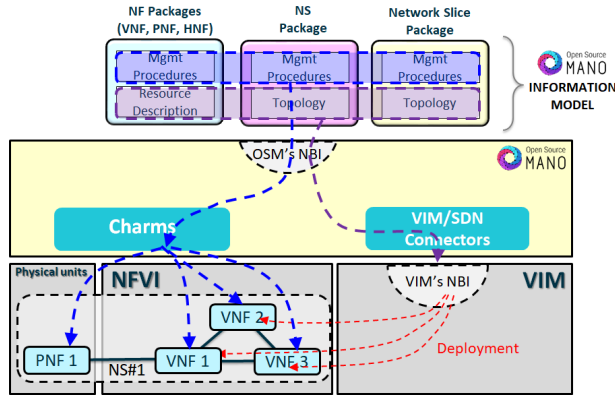 NF Packages
(VNF, PNF, HNF)
NS
Package
Network Slice
Package
Mgmt
Procedures
Mgmt
Procedures
Mgmt
Procedures
Resource
Description
Topology
Topology
Open Source
MANO
INFORMATION
MODEL
OSM's NBI
Open Source
MANO
Charms
VIM/SDN
Connectors
Physical units
NFVI
VIM's NBI
VIM
VNF 2
PNF 1
VNF 1
VNF 3
NS#1
Deployment